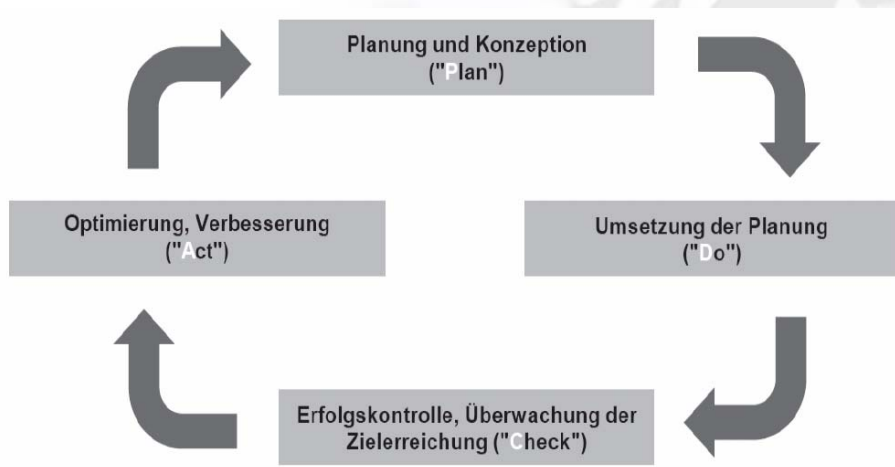 Planung und Konzeption
("Plan")
Umsetzung der Planung
("Do")
Erfolgskontrolle, Überwachung der
Zielerreichung ("Check")
Optimierung, Verbesserung
("Act")